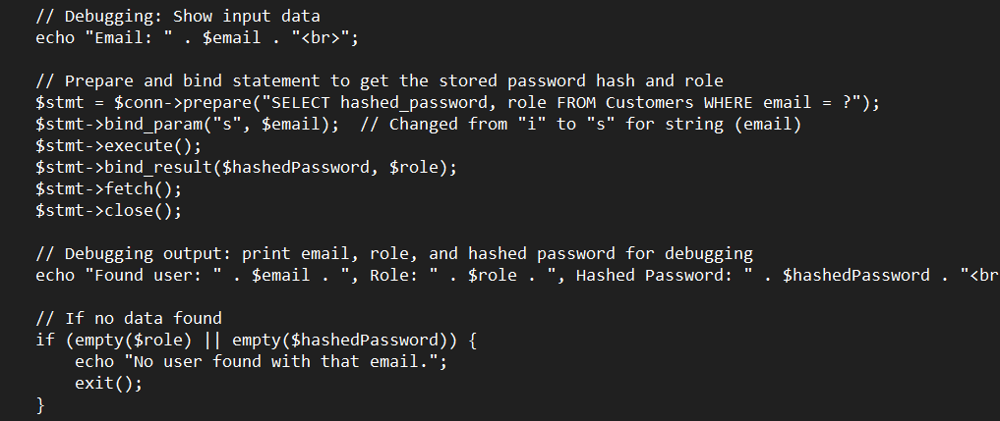 // Debugging: Show input data
echo "Email: " . $email . "<br>";
// Prepare and bind statement to get the stored password hash and role
$stmt = $conn->prepare("SELECT hashed_password, role FROM Customers WHERE email = ?");
$stmt->bind_param("s", $email);  // Changed from "i" to "s" for string (email)
$stmt->execute();
$stmt->bind_result($hashedPassword, $role);
$stmt->fetch();
$stmt->close();
// Debugging output: print email, role, and hashed password for debugging
echo "Found user: " . $email . ", Role: " . $role . ", Hashed Password: " . $hashedPassword . "<br
// If no data found
if (empty($role) || empty($hashedPassword)) {
    echo "No user found with that email.";
    exit();
}